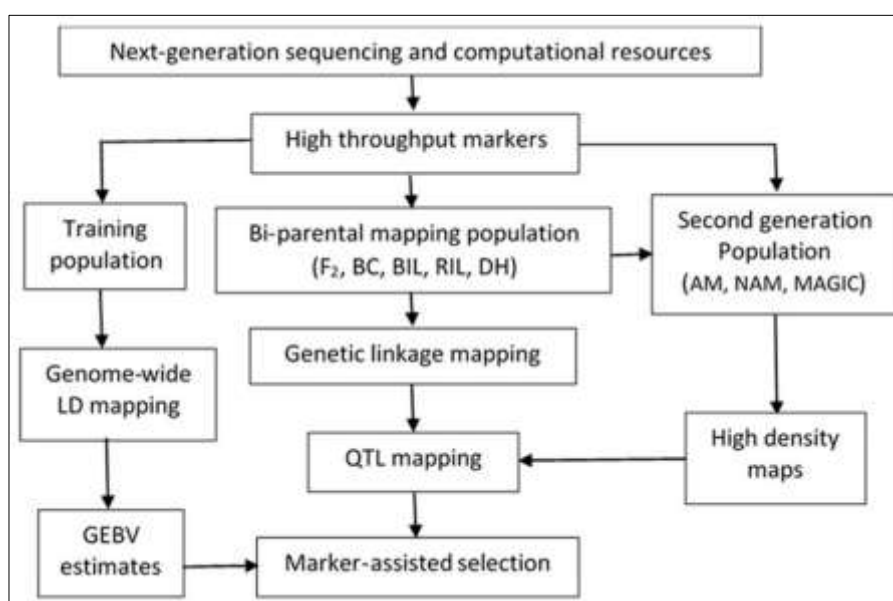 Next-generation sequencing and computational resources
High throughput markers
Training
population
Bi-parental mapping population
(F₂, BC, BIL, RIL, DH)
Second generation
Population
(AM, NAM, MAGIC)
Genetic linkage mapping
Genome-wide
LD mapping
QTL mapping
High density
maps
GEBV
estimates
Marker-assisted selection